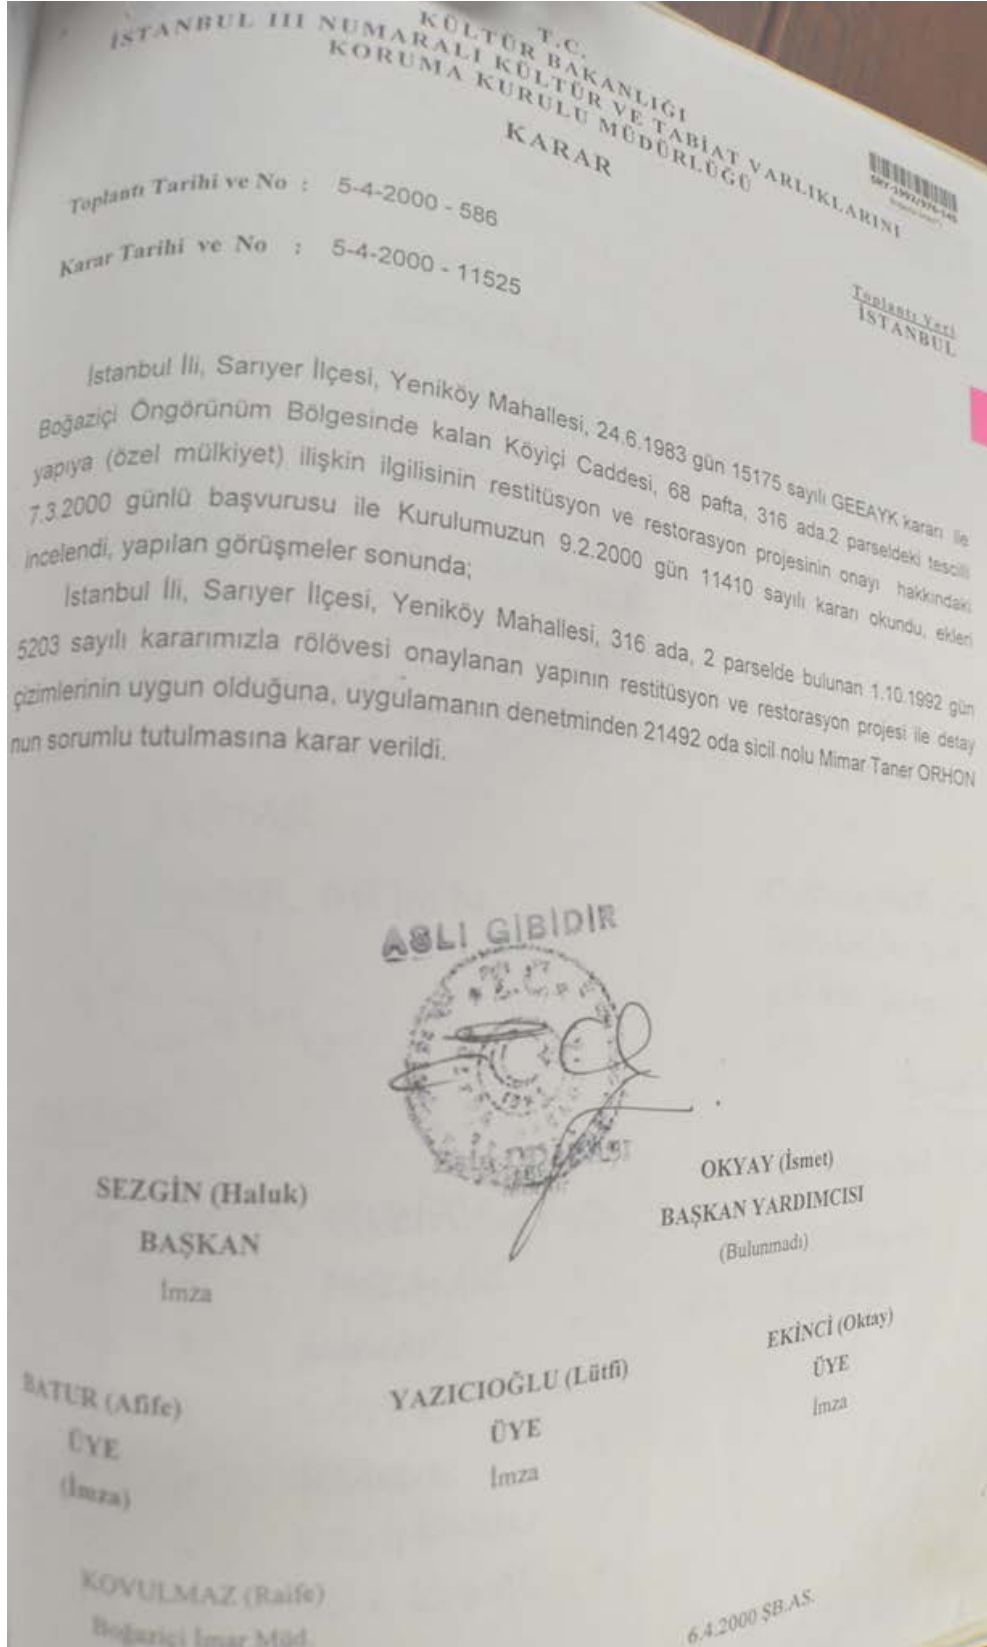 T.C.
KÜLTÜR BAKANLIĞI
İSTANBUL III NUMARALI KÜLTÜR VE TABİAT VARLIKLARINI
KORUMA KURULU MÜDÜRLÜĞÜ
KARAR
Toplantı Tarihi ve No : 5-4-2000 - 586
Karar Tarihi ve No : 5-4-2000 - 11525
Toplantı Yeri
İSTANBUL
İstanbul İli, Sarıyer İlçesi, Yeniköy Mahallesi, 24.6.1983 gün 15175 sayılı GEEAYK kararı ile
Boğaziçi Öngörünüm Bölgesinde kalan Köyiçi Caddesi, 68 pafta, 316 ada.2 parseldeki tescilli
yapıya (özel mülkiyet) ilişkin ilgilisinin restitüsyon ve restorasyon projesinin onayı hakkındaki
7.3.2000 günlü başvurusu ile Kurulumuzun 9.2.2000 gün 11410 sayılı kararı okundu, ekleri
incelendi, yapılan görüşmeler sonunda;
İstanbul İli, Sarıyer İlçesi, Yeniköy Mahallesi, 316 ada, 2 parselde bulunan 1.10.1992 gün
5203 sayılı kararımızla rölövesi onaylanan yapının restitüsyon ve restorasyon projesi ile detay
çizimlerinin uygun olduğuna, uygulamanın denetminden 21492 oda sicil nolu Mimar Taner ORHON
nun sorumlu tutulmasına karar verildi.
ASLI GİBİDİR
T.C.
SEZGİN (Haluk)
BAŞKAN
İmza
OKYAY (İsmet)
BAŞKAN YARDIMCISI
(Bulunmadı)
BATUR (Afife)
ÜYE
(İmza)
YAZICIOĞLU (Lütfi)
ÜYE
İmza
EKİNCİ (Oktay)
ÜYE
İmza
KOVULMAZ (Raife)
Boğaziçi İmar Müd.
6.4.2000 ŞB.AS.